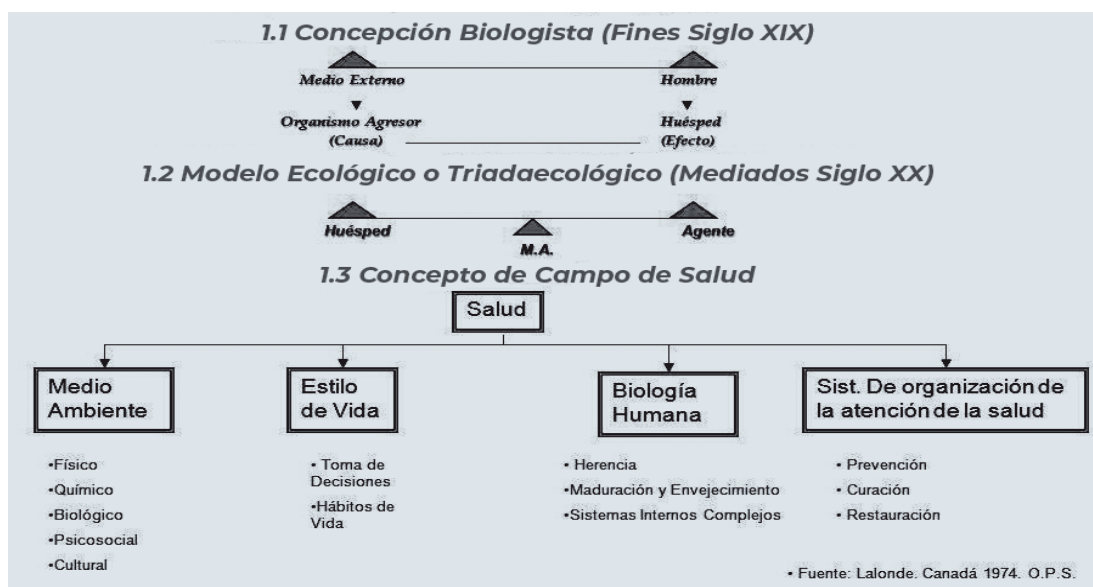 1.1 Concepción Biologista (Fines Siglo XIX)
Medio Externo
Hombre
Organismo Agresor
(Causa)
Huésped
(Efecto)
1.2 Modelo Ecológico o Triadaecológico (Mediados Siglo XX)
Huésped
M.A.
Agente
1.3 Concepto de Campo de Salud
Salud
Medio
Ambiente
•Físico
•Químico
•Biológico
•Psicosocial
•Cultural
Estilo
de Vida
• Toma de
Decisiones
•Hábitos de
Vida
Biología
Humana
• Herencia
•Maduración y Envejecimiento
•Sistemas Internos Complejos
Sist. De organización de
la atención de la salud
• Prevención
• Curación
• Restauración
• Fuente: Lalonde. Canadá 1974. O.P.S.